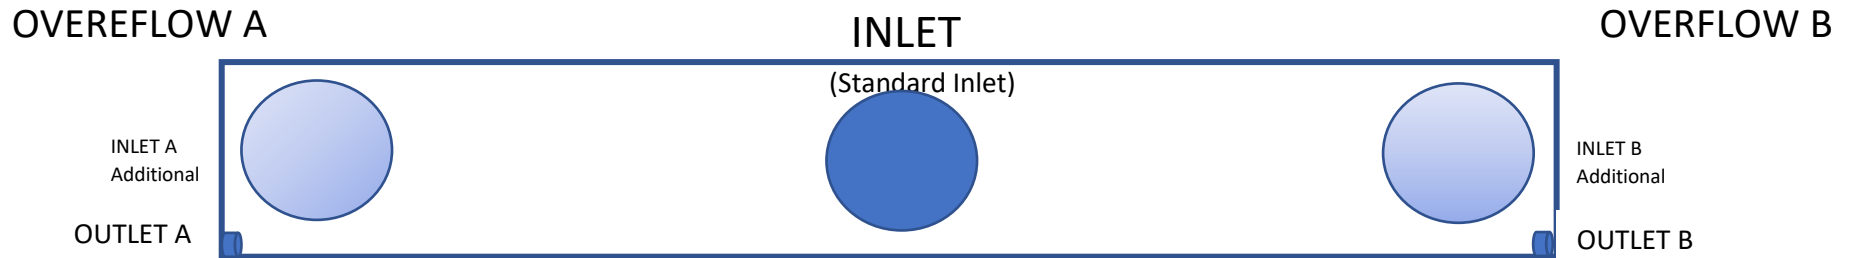 OVEREFLOW A
INLET
OVERFLOW B
(Standard Inlet)
INLET A
Additional
INLET B
Additional
OUTLET A
OUTLET B